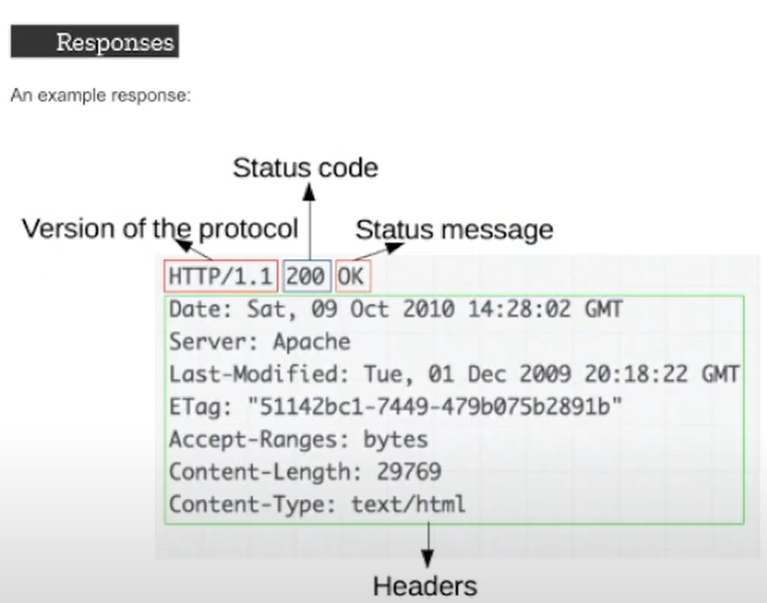 Responses
An example response:
Status code
Version of the protocol
Status message
HTTP/1.1 200 OK
Date: Sat, 09 Oct 2010 14:28:02 GMT
Server: Apache
Last-Modified: Tue, 01 Dec 2009 20:18:22 GMT
ETag: "51142bc1-7449-479b075b2891b"
Accept-Ranges: bytes
Content-Length: 29769
Content-Type: text/html
Headers